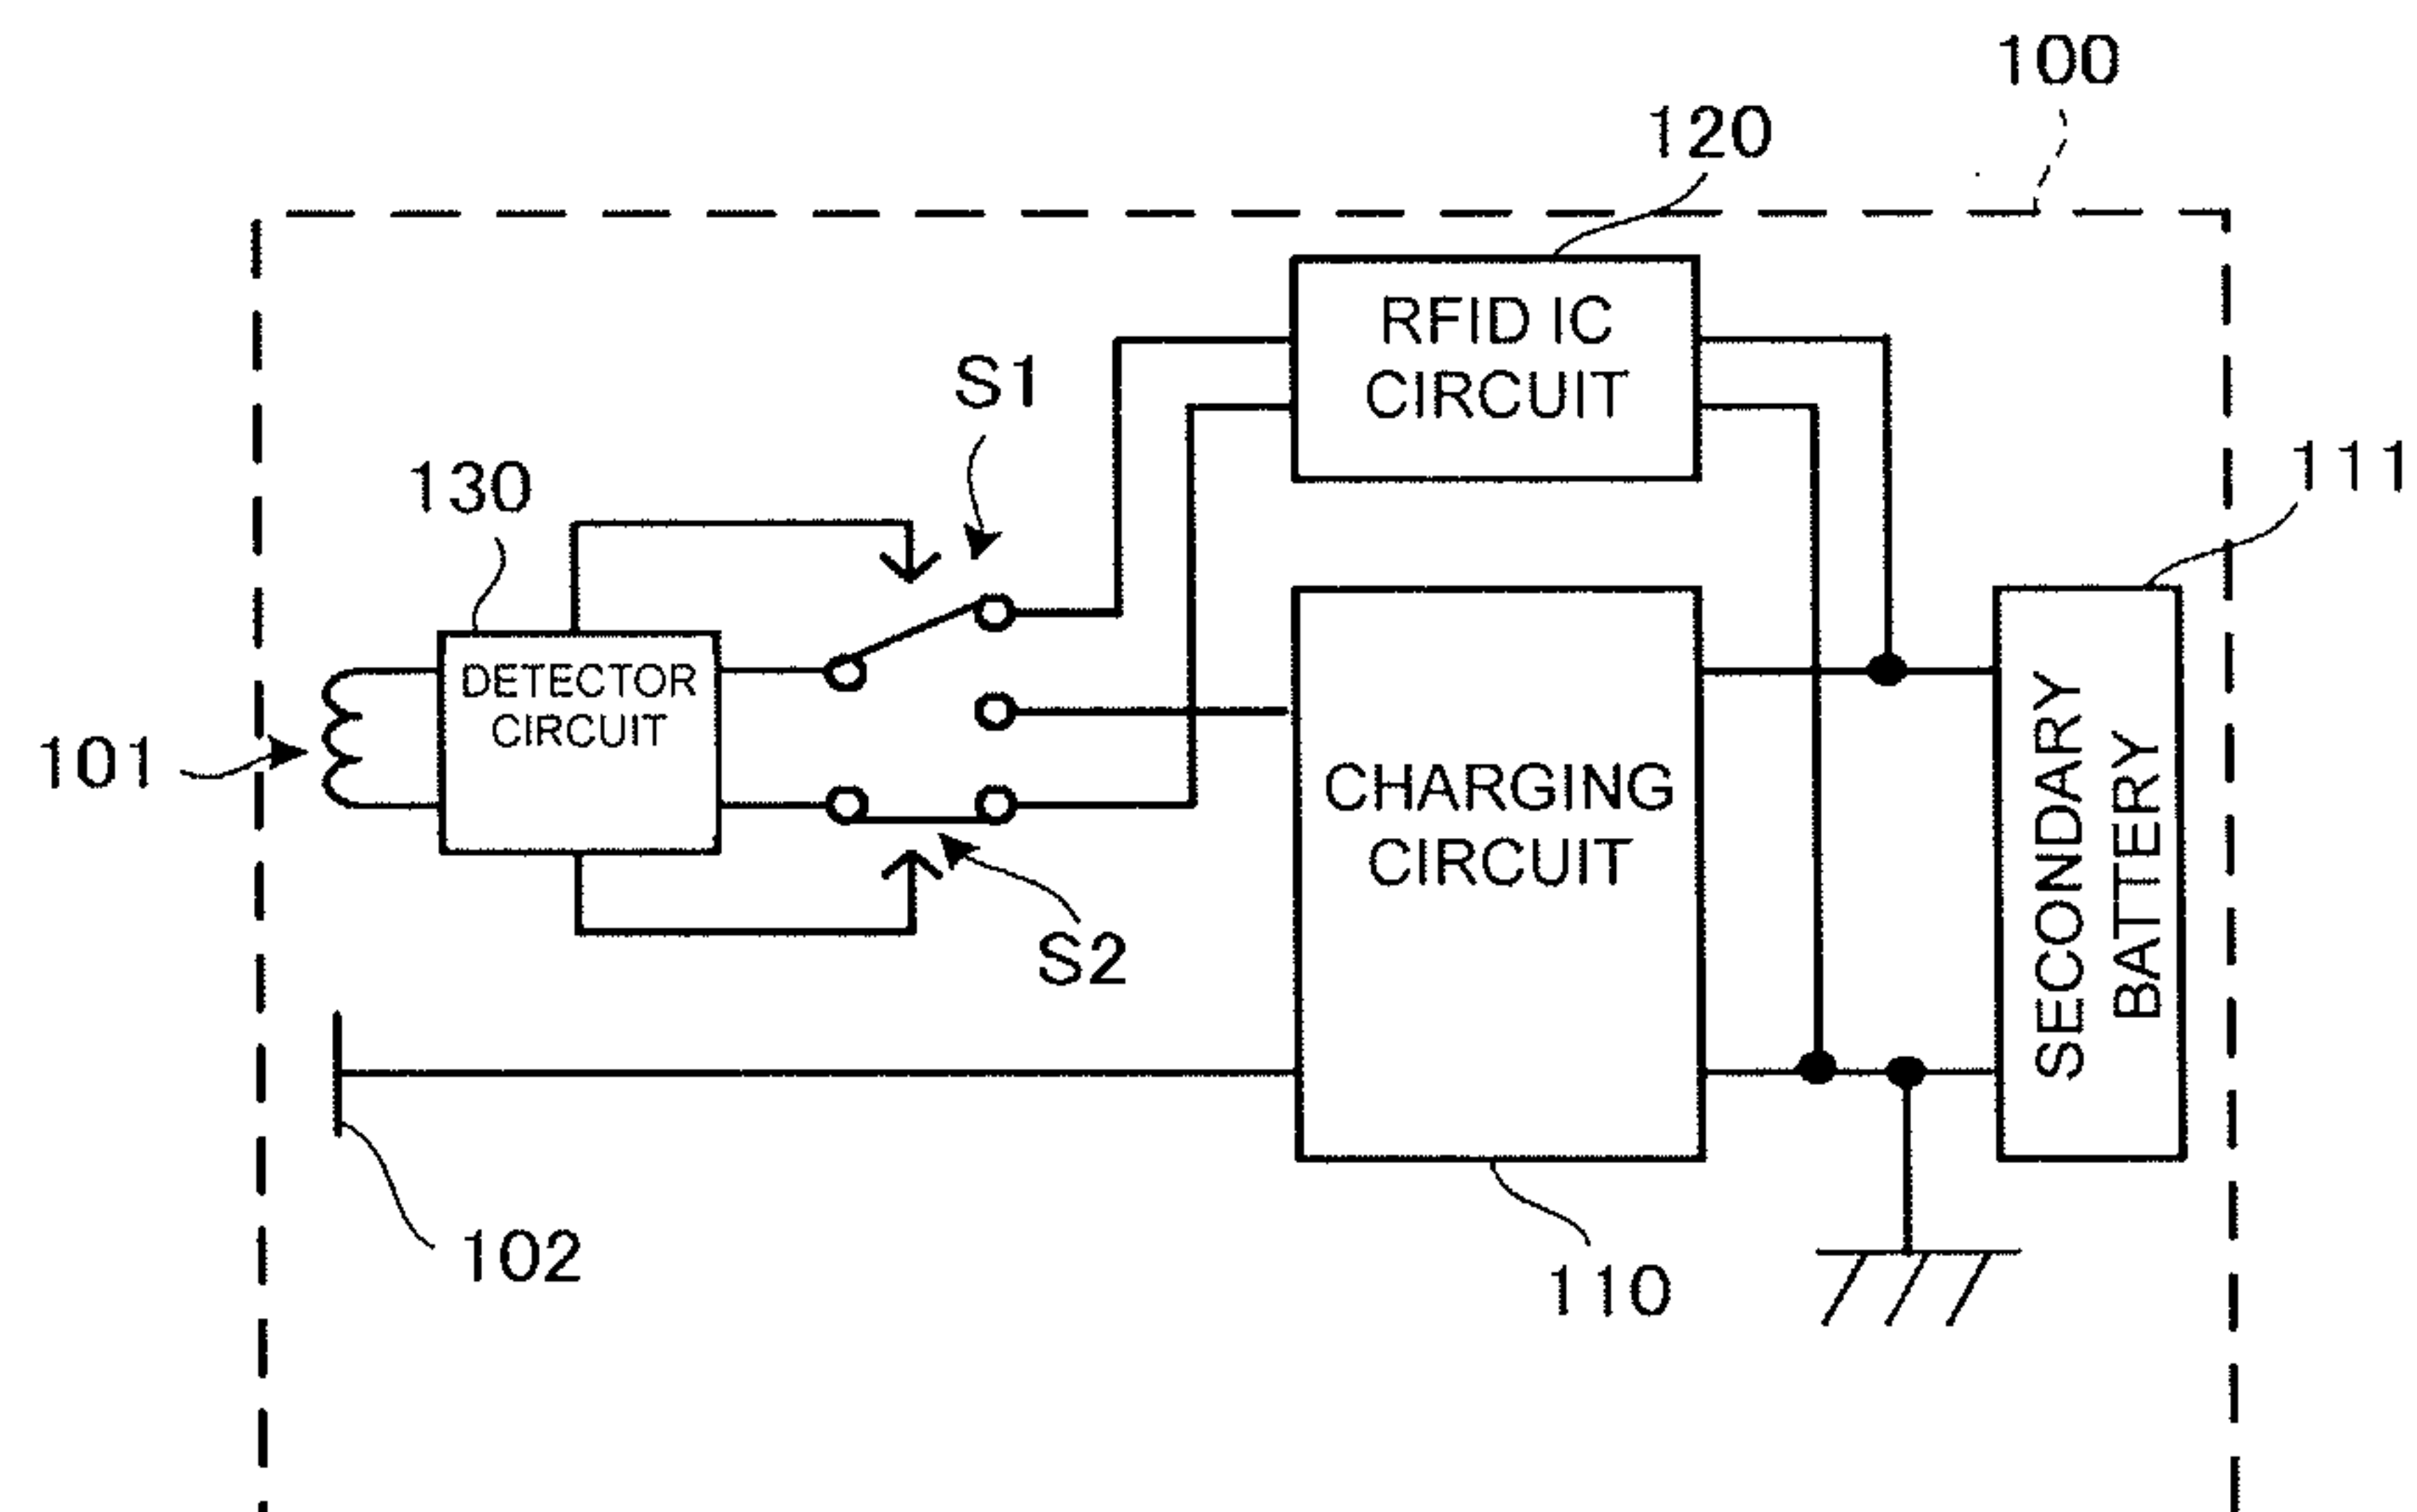 100
120
RFID IC
CIRCUIT
S1
111
130
DETECTOR
CIRCUIT
101
CHARGING
CIRCUIT
SECONDARY
BATTERY
S2
102
110